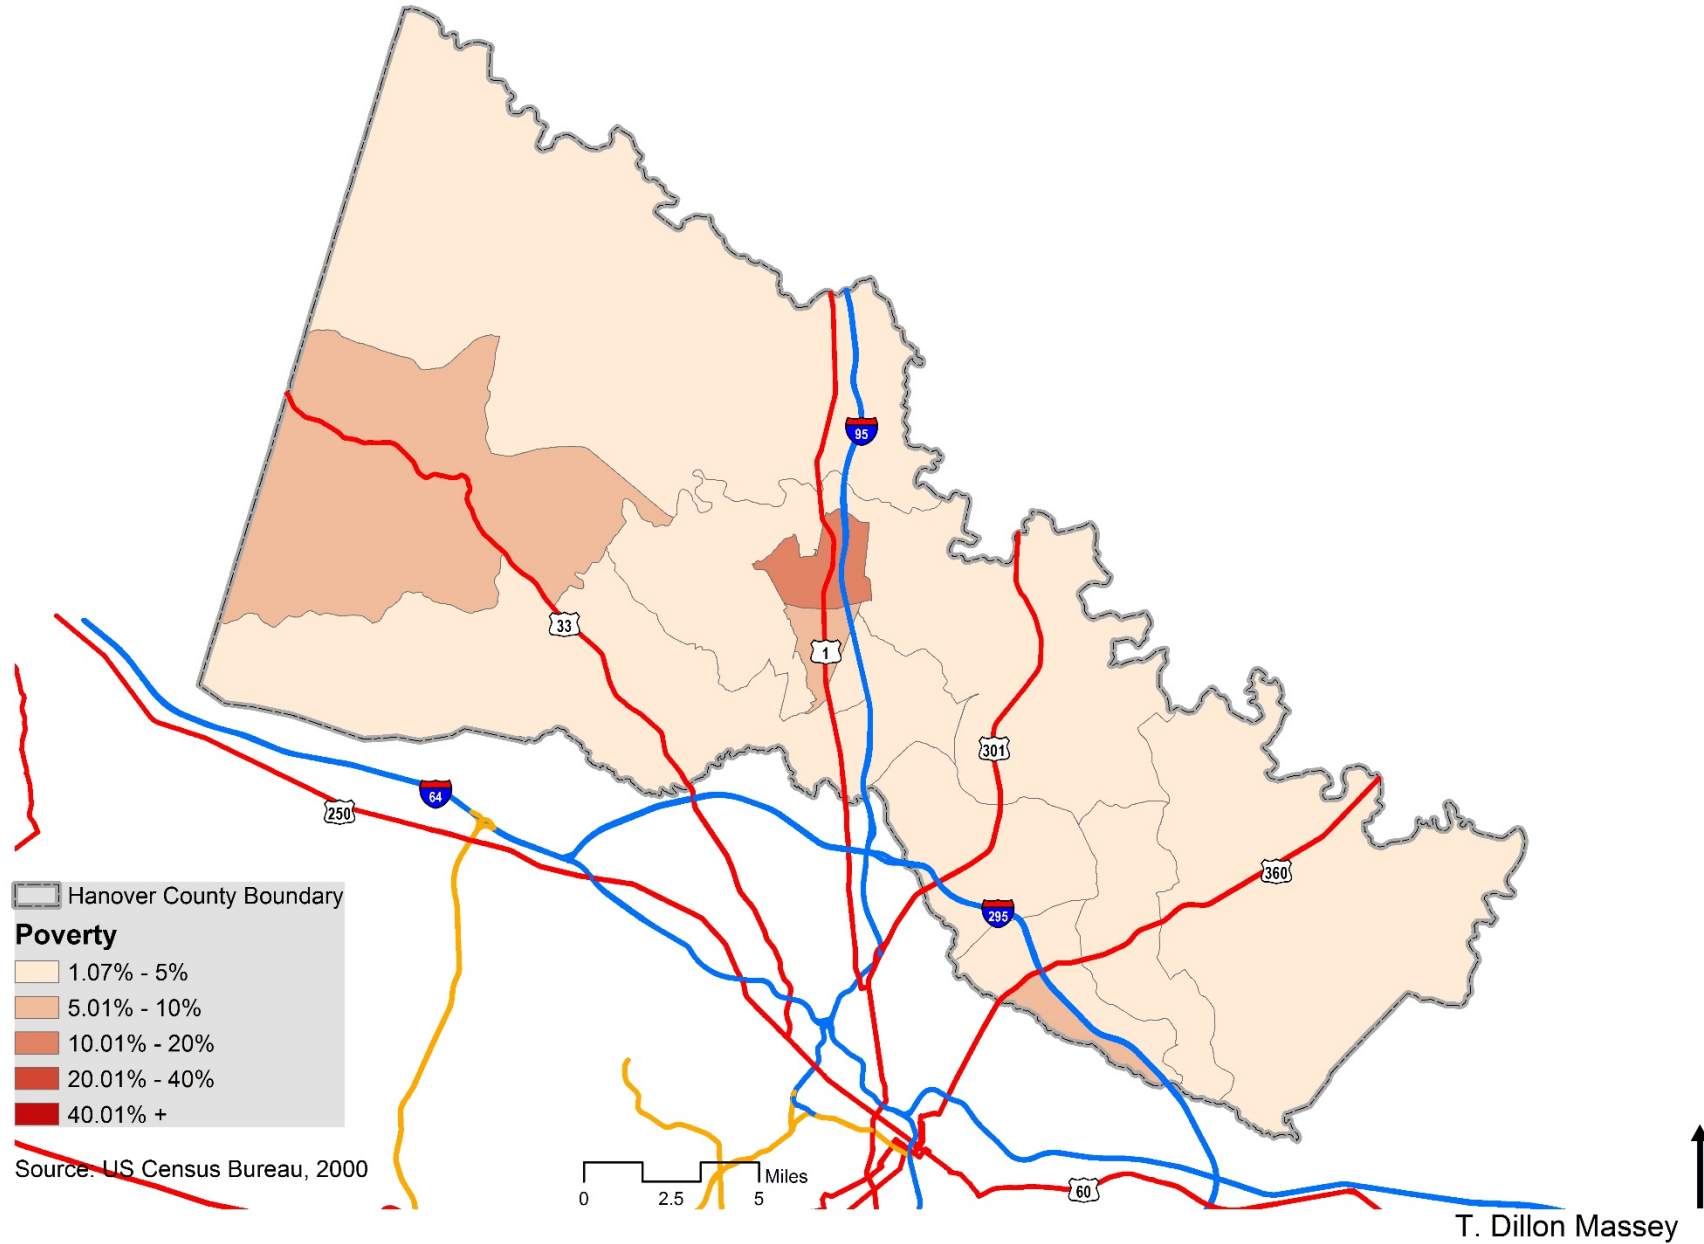 95
33
1
301
64
250
360
295
Hanover County Boundary
Poverty
1.07% - 5%
5.01% - 10%
10.01% - 20%
20.01% - 40%
40.01% +
Source: US Census Bureau, 2000
Miles
0 2.5 5
60
T. Dillon Massey